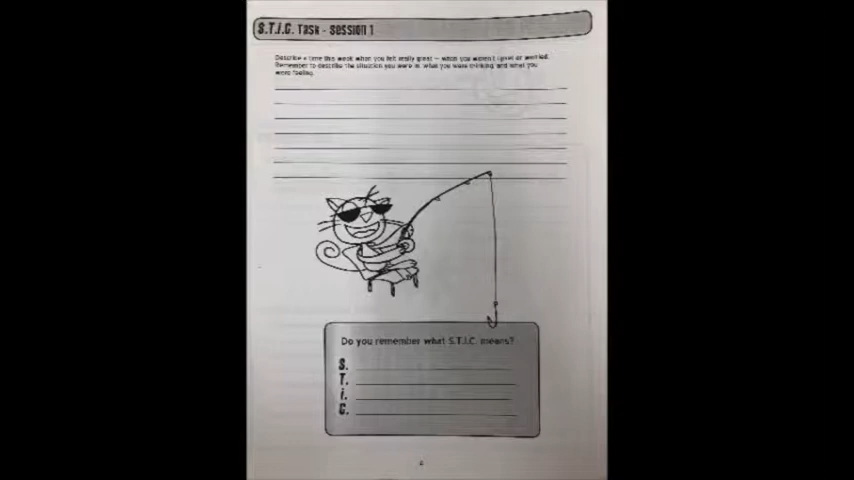 S.T.i.C. Task - Session 1
Describe a time this week when you felt really great — when you weren't upset or worried.
Remember to describe the situation you were in, what you were thinking, and what you
were feeling.
Do you remember what S.T.I.C. means?
S.
T.
i.
C.